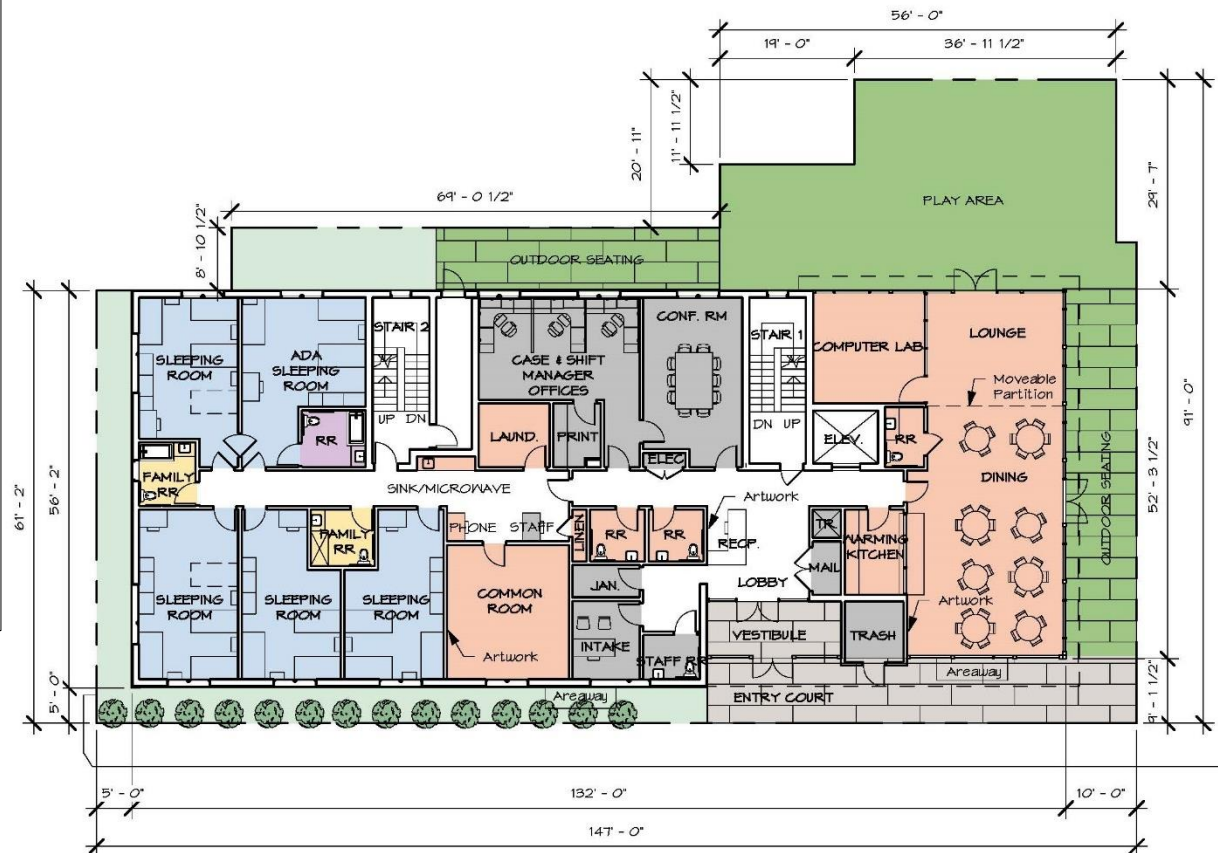 56' - 0"
19' - 0"
36' - 11 1/2"
20' - 11"
11' - 11 1/2"
29' - 7"
91' - 0"
69' - 0 1/2"
8' - 10 1/2"
PLAY AREA
OUTDOOR SEATING
61' - 2"
56' - 2"
5' - 0"
SLEEPING
ROOM
ADA
SLEEPING
ROOM
STAIR 2
UP DN
RR
FAMILY
RR
CASE & SHIFT
MANAGER
OFFICES
LAUND.
PRINT
CONF. RM
ELEC
STAIR 1
DN UP
COMPUTER LAB
LOUNGE
Moveable
Partition
ELEV.
RR
DINING
OUTDOOR SEATING
52' - 3 1/2"
SINK/MICROWAVE
PHONE
STAFF
LINEN
RR
RR
Artwork
RECP.
TR
MAIL
WARMING
KITCHEN
LOBBY
FAMILY
RR
SLEEPING
ROOM
SLEEPING
ROOM
SLEEPING
ROOM
COMMON
ROOM
Artwork
JAN.
INTAKE
STAFF RR
VESTIBULE
TRASH
Artwork
Areaway
Areaway
ENTRY COURT
9' - 1 1/2"
5' - 0"
132' - 0"
10' - 0"
147' - 0"